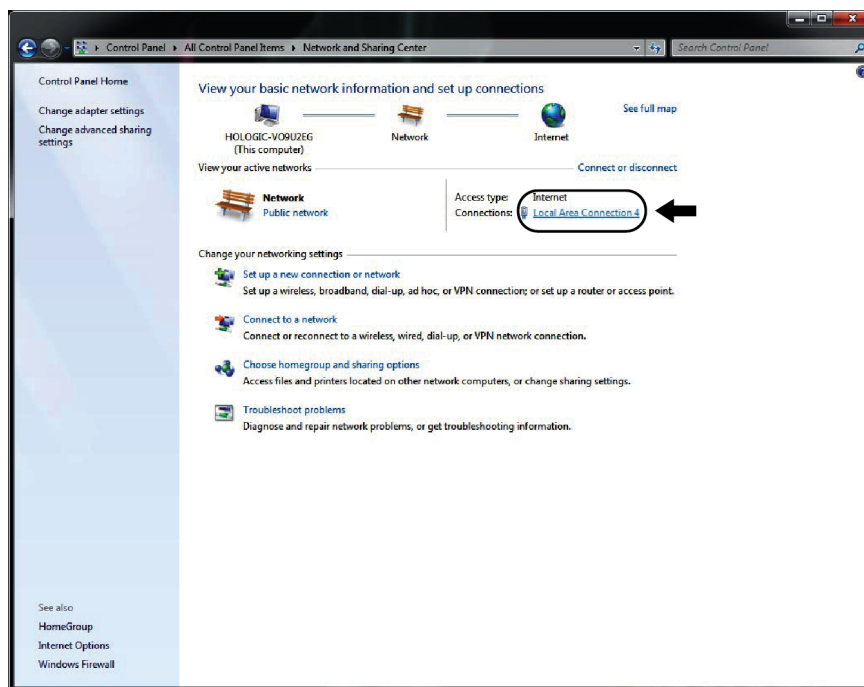 Control Panel ▸ All Control Panel Items ▸ Network and Sharing Center
Search Control Panel
Control Panel Home
Change adapter settings
Change advanced sharing
settings
View your basic network information and set up connections
See full map
HOLOGIC-VO9U2EG
(This computer)
Network
Internet
View your active networks
Connect or disconnect
Network
Public network
Access type: Internet
Connections: Local Area Connection 4
Change your networking settings
Set up a new connection or network
Set up a wireless, broadband, dial-up, ad hoc, or VPN connection; or set up a router or access point.
Connect to a network
Connect or reconnect to a wireless, wired, dial-up, or VPN network connection.
Choose homegroup and sharing options
Access files and printers located on other network computers, or change sharing settings.
Troubleshoot problems
Diagnose and repair network problems, or get troubleshooting information.
See also
HomeGroup
Internet Options
Windows Firewall